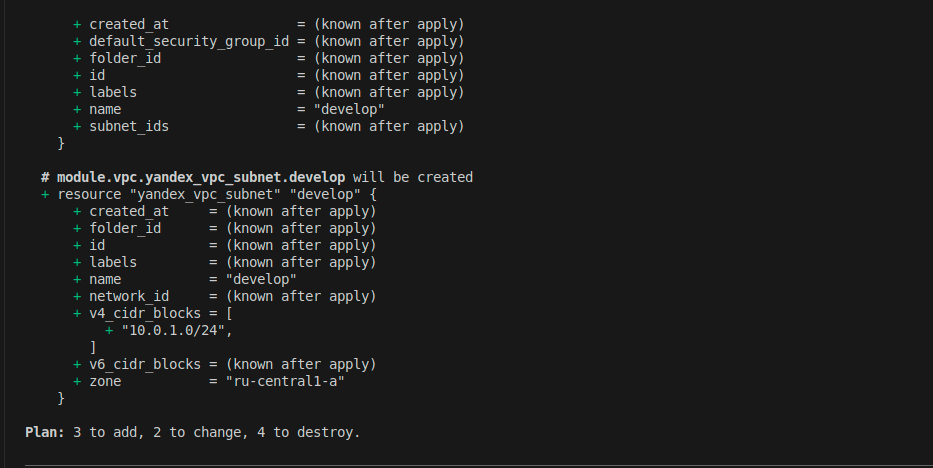 + created_at                = (known after apply)
+ default_security_group_id = (known after apply)
+ folder_id                 = (known after apply)
+ id                        = (known after apply)
+ labels                    = (known after apply)
+ name                      = "develop"
+ subnet_ids                = (known after apply)
}
# module.vpc.yandex_vpc_subnet.develop will be created
+ resource "yandex_vpc_subnet" "develop" {
+ created_at     = (known after apply)
+ folder_id      = (known after apply)
+ id             = (known after apply)
+ labels         = (known after apply)
+ name           = "develop"
+ network_id     = (known after apply)
+ v4_cidr_blocks = [
+ "10.0.1.0/24",
]
+ v6_cidr_blocks = (known after apply)
+ zone           = "ru-central1-a"
}
Plan: 3 to add, 2 to change, 4 to destroy.